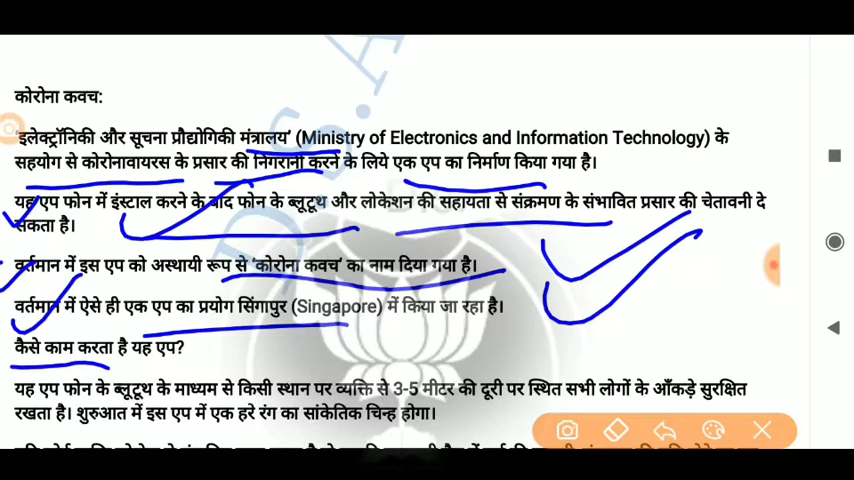 कोरोना कवच:
'इलेक्ट्रॉनिकी और सूचना प्रौद्योगिकी मंत्रालय' (Ministry of Electronics and Information Technology) के
सहयोग से कोरोनावायरस के प्रसार की निगरानी करने के लिये एक एप का निर्माण किया गया है।
यह एप फोन में इंस्टाल करने के बाद फोन के ब्लूटूथ और लोकेशन की सहायता से संक्रमण के संभावित प्रसार की चेतावनी दे
सकता है।
वर्तमान में इस एप को अस्थायी रूप से 'कोरोना कवच' का नाम दिया गया है।
वर्तमान में ऐसे ही एक एप का प्रयोग सिंगापुर (Singapore) में किया जा रहा है।
कैसे काम करता है यह एप?
यह एप फोन के ब्लूटूथ के माध्यम से किसी स्थान पर व्यक्ति से 3-5 मीटर की दूरी पर स्थित सभी लोगों के आँकड़े सुरक्षित
रखता है। शुरुआत में इस एप में एक हरे रंग का सांकेतिक चिन्ह होगा।
D.S.A